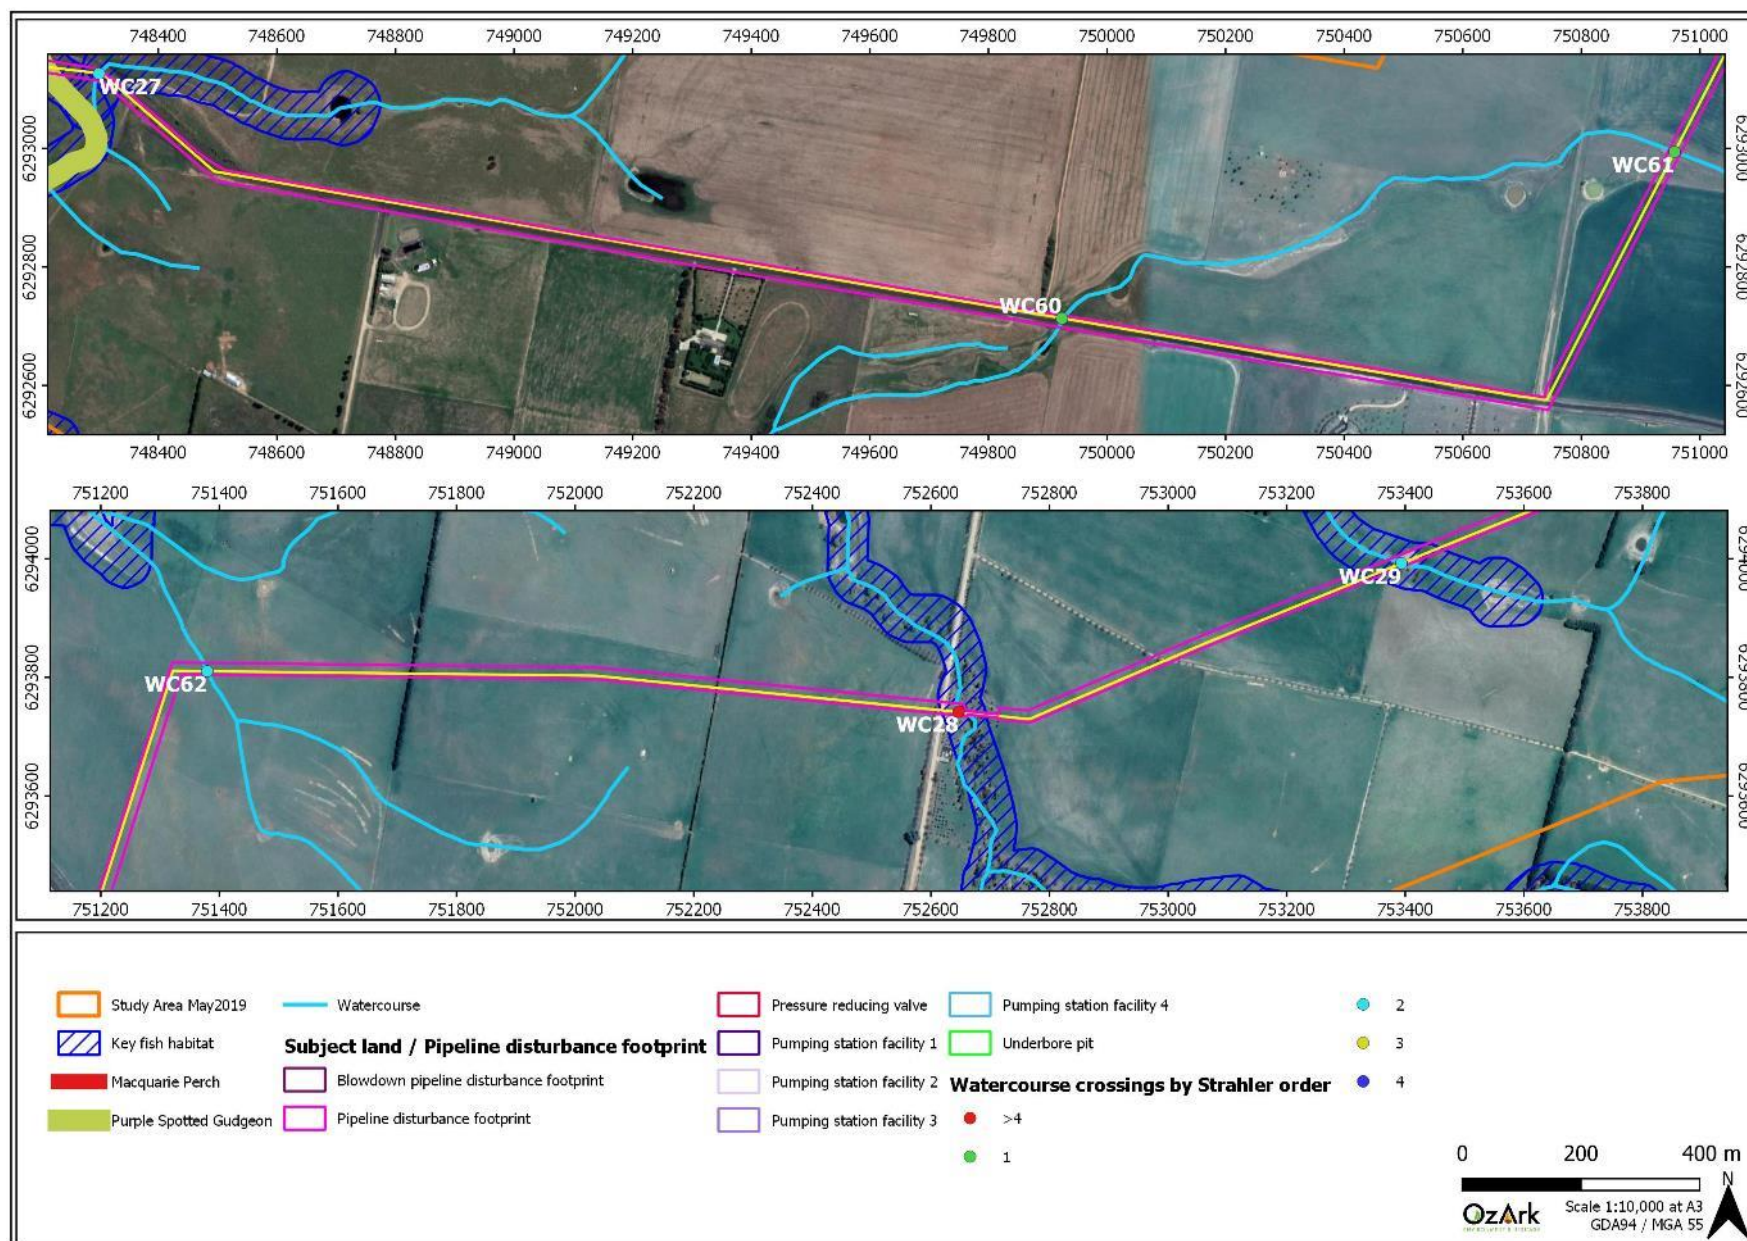 748400 748600 748800 749000 749200 749400 749600 749800 750000 750200 750400 750600 750800 751000
6293000
6292800
6292600
WC27
WC60
WC61
6293000
6292800
6292600
748400 748600 748800 749000 749200 749400 749600 749800 750000 750200 750400 750600 750800 751000
751200 751400 751600 751800 752000 752200 752400 752600 752800 753000 753200 753400 753600 753800
6294000
6293800
6293600
WC62
WC28
WC29
6294000
6293800
6293600
751200 751400 751600 751800 752000 752200 752400 752600 752800 753000 753200 753400 753600 753800
Study Area May2019
Key fish habitat
Macquarie Perch
Purple Spotted Gudgeon
Watercourse
Subject land / Pipeline disturbance footprint
Blowdown pipeline disturbance footprint
Pipeline disturbance footprint
Pressure reducing valve
Pumping station facility 1
Pumping station facility 2
Pumping station facility 3
Pumping station facility 4
Underbore pit
Watercourse crossings by Strahler order
>4
1
2
3
4
0 200 400 m
N
OzArk
Scale 1:10,000 at A3
GDA94 / MGA 55